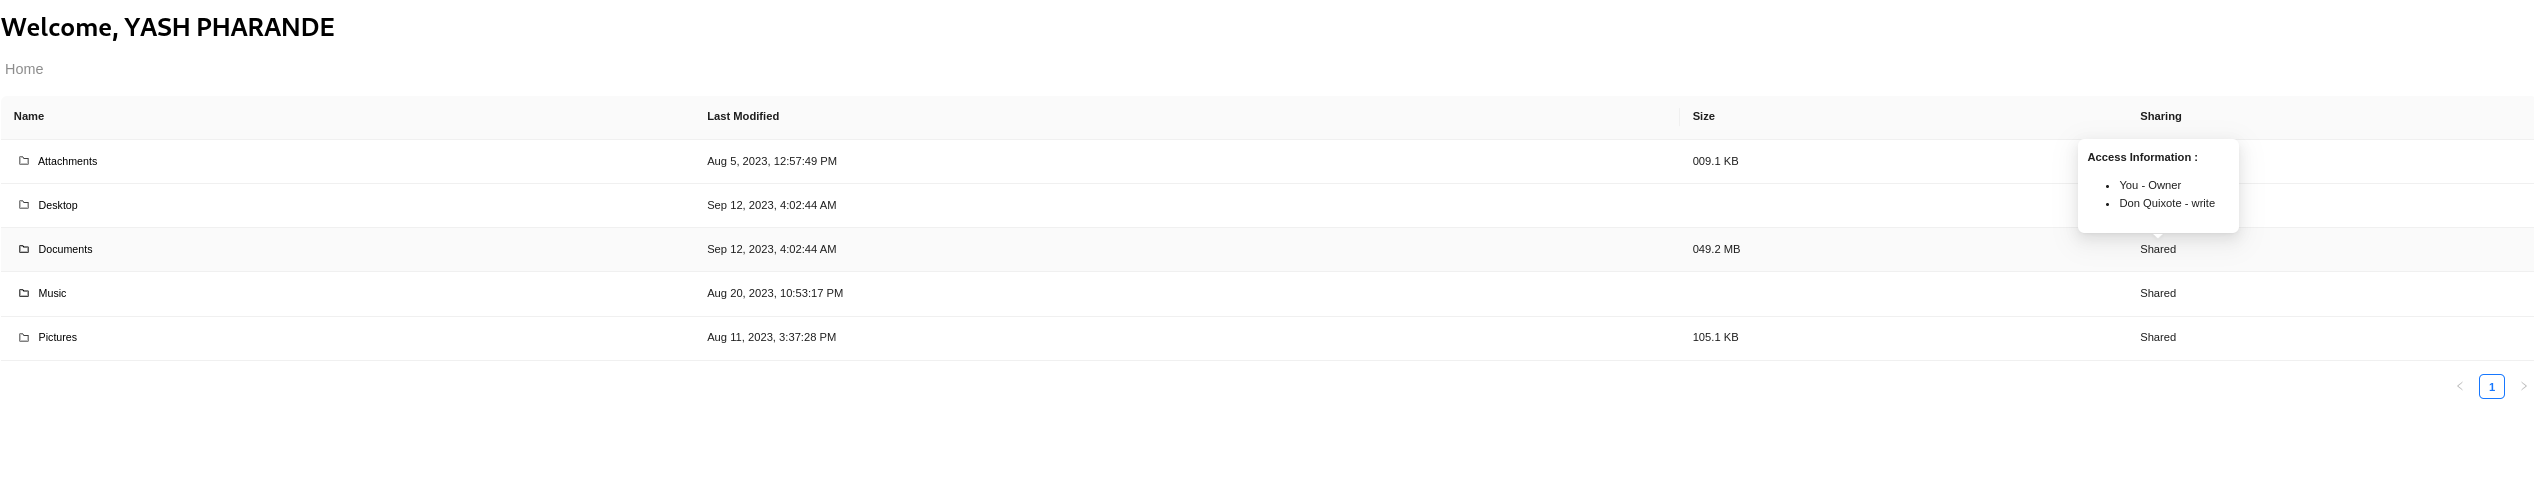 Welcome, YASH PHARANDE
Home
Name Last Modified Size Sharing
Attachments Aug 5, 2023, 12:57:49 PM 009.1 KB
Access Information :
You - Owner
Don Quixote - write
Desktop Sep 12, 2023, 4:02:44 AM
Documents Sep 12, 2023, 4:02:44 AM 049.2 MB Shared
Music Aug 20, 2023, 10:53:17 PM Shared
Pictures Aug 11, 2023, 3:37:28 PM 105.1 KB Shared
1